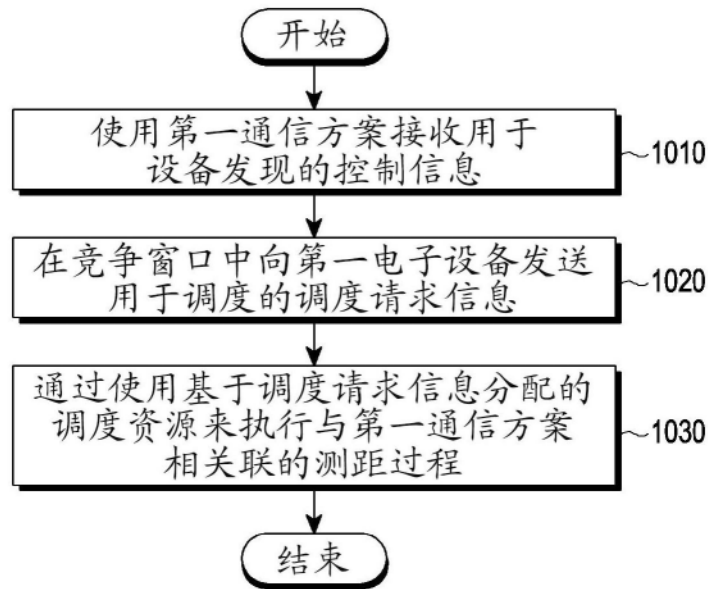 开始
使用第一通信方案接收用于
设备发现的控制信息
1010
在竞争窗口中向第一电子设备发送
用于调度的调度请求信息
1020
通过使用基于调度请求信息分配的
调度资源来执行与第一通信方案
相关联的测距过程
1030
结束